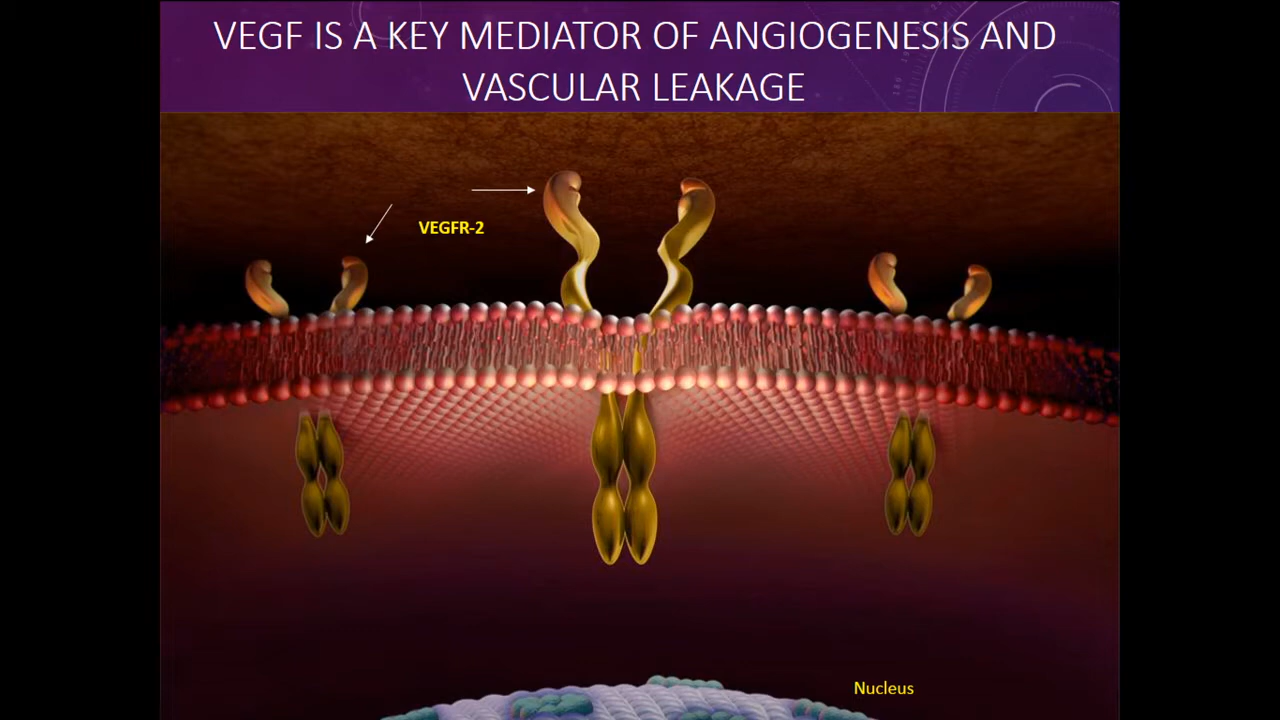 VEGF IS A KEY MEDIATOR OF ANGIOGENESIS AND
VASCULAR LEAKAGE
VEGFR-2
Nucleus